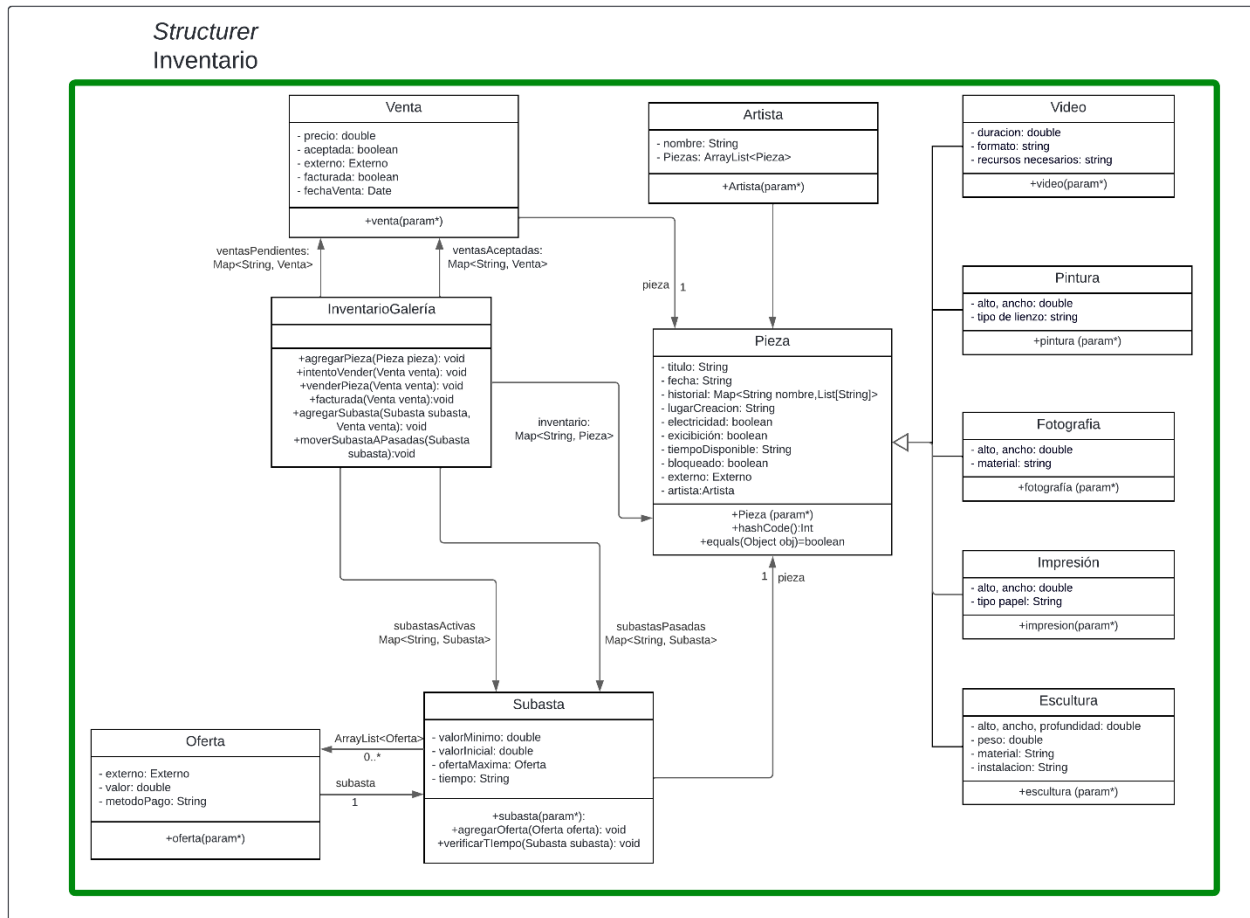 Structurer
Inventario
Venta
- precio: double
- aceptada: boolean
- externo: Externo
- facturada: boolean
- fechaVenta: Date
+venta(param*)
Artista
- nombre: String
- Piezas: ArrayList<Pieza>
+Artista(param*)
Video
- duracion: double
- formato: string
- recursos necesarios: string
+video(param*)
ventasPendientes:
Map<String, Venta>
ventasAceptadas:
Map<String, Venta>
pieza
1
Pintura
- alto, ancho: double
- tipo de lienzo: string
+pintura (param*)
InventarioGalería
+agregarPieza(Pieza pieza): void
+intentoVender(Venta venta): void
+venderPieza(Venta venta): void
+facturada(Venta venta):void
+agregarSubasta(Subasta subasta,
Venta venta): void
+moverSubastaAPasadas(Subasta
subasta):void
inventario:
Map<String, Pieza>
Pieza
- titulo: String
- fecha: String
- historial: Map<String nombre,List[String]>
- lugarCreacion: String
- electricidad: boolean
- exicibición: boolean
- tiempoDisponible: String
- bloqueado: boolean
- externo: Externo
- artista:Artista
+Pieza (param*)
+hashCode():Int
+equals(Object obj)=boolean
Fotografia
- alto, ancho: double
- material: string
+fotografía (param*)
Impresión
- alto, ancho: double
- tipo papel: String
+impresion(param*)
1
pieza
subastasActivas
Map<String, Subasta>
subastasPasadas
Map<String, Subasta>
Escultura
- alto, ancho, profundidad: double
- peso: double
- material: String
- instalacion: String
+escultura (param*)
Oferta
- externo: Externo
- valor: double
- metodoPago: String
+oferta(param*)
ArrayList<Oferta>
0..*
subasta
1
Subasta
- valorMinimo: double
- valorInicial: double
- ofertaMaxima: Oferta
- tiempo: String
+subasta(param*):
+agregarOferta(Oferta oferta): void
+verificarTIempo(Subasta subasta): void